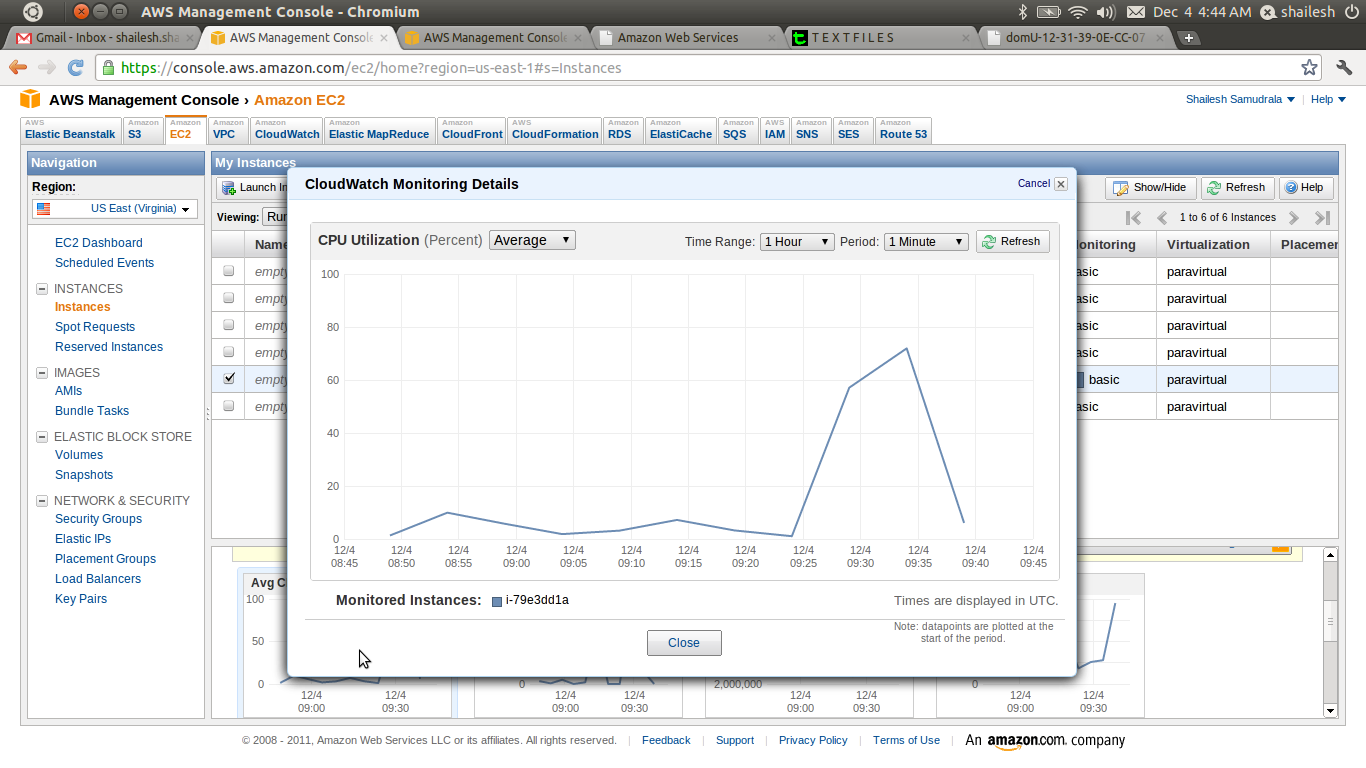 AWS Management Console - Chromium
Dec 4 4:44 AM shailesh
Gmail - Inbox - shailesh.sha
AWS Management Console
AWS Management Console
Amazon Web Services
T E X T F I L E S
domU-12-31-39-0E-CC-07
https://console.aws.amazon.com/ec2/home?region=us-east-1#s=Instances
AWS Management Console › Amazon EC2
Shailesh Samudrala | Help
AWS Elastic Beanstalk
Amazon S3
Amazon EC2
Amazon VPC
Amazon CloudWatch
Amazon Elastic MapReduce
Amazon CloudFront
AWS CloudFormation
Amazon RDS
Amazon ElastiCache
Amazon SQS
AWS IAM
Amazon SNS
Amazon SES
Amazon Route 53
Navigation
Region:
US East (Virginia)
EC2 Dashboard
Scheduled Events
INSTANCES
Instances
Spot Requests
Reserved Instances
IMAGES
AMIs
Bundle Tasks
ELASTIC BLOCK STORE
Volumes
Snapshots
NETWORK & SECURITY
Security Groups
Elastic IPs
Placement Groups
Load Balancers
Key Pairs
My Instances
Launch In
Show/Hide Refresh Help
Viewing: Ru
1 to 6 of 6 Instances
Name onitoring Virtualization Placemen
empty asic paravirtual
empty asic paravirtual
empty asic paravirtual
empty asic paravirtual
empty basic paravirtual
empty asic paravirtual
CloudWatch Monitoring Details
Cancel
CPU Utilization (Percent) Average
Time Range: 1 Hour Period: 1 Minute Refresh
100
80
60
40
20
0
12/4 12/4 12/4 12/4 12/4 12/4 12/4 12/4 12/4 12/4 12/4 12/4 12/4
08:45 08:50 08:55 09:00 09:05 09:10 09:15 09:20 09:25 09:30 09:35 09:40 09:45
Monitored Instances: i-79e3dd1a
Times are displayed in UTC.
Note: datapoints are plotted at the
start of the period.
Close
Avg C
100
50
0 0 2,000,000 0
12/4 12/4 12/4 12/4 12/4 12/4 12/4 12/4
09:00 09:30 09:00 09:30 09:00 09:30 09:00 09:30
© 2008 - 2011, Amazon Web Services LLC or its affiliates. All rights reserved. | Feedback | Support | Privacy Policy | Terms of Use | An amazon.com company